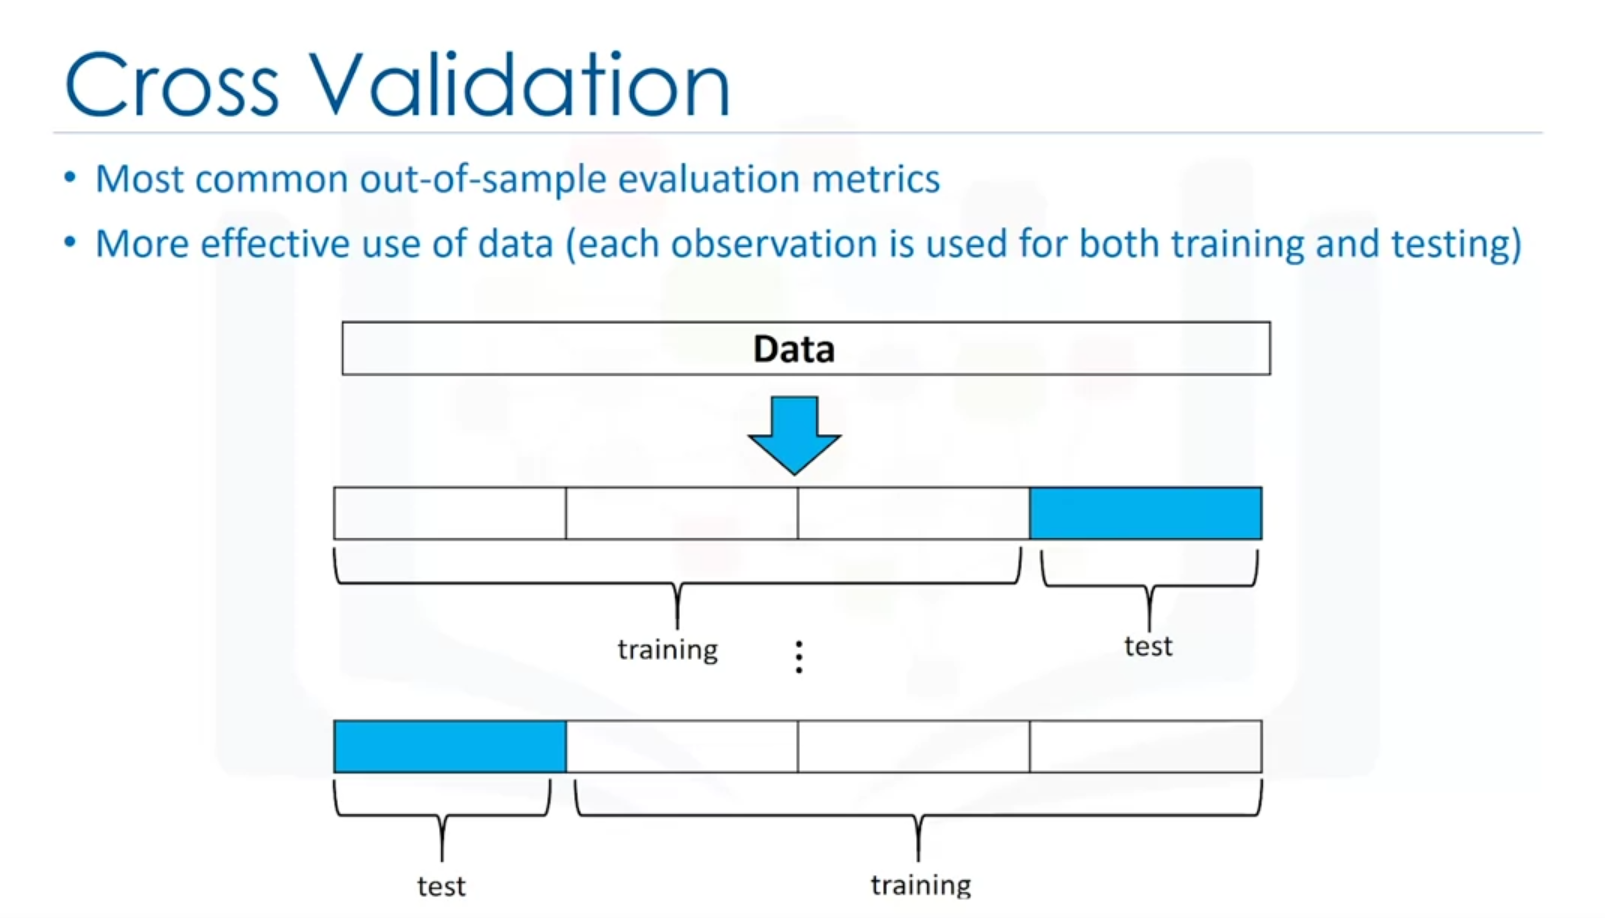 Cross Validation
• Most common out-of-sample evaluation metrics
• More effective use of data (each observation is used for both training and testing)
Data
training
test
⋮
test
training